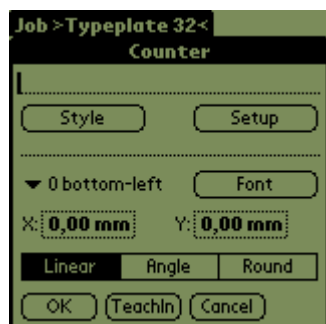 Job >Typeplate 32<
Counter
Style Setup
0 bottom-left Font
X: 0,00 mm Y: 0,00 mm
Linear Angle Round
OK TeachIn Cancel